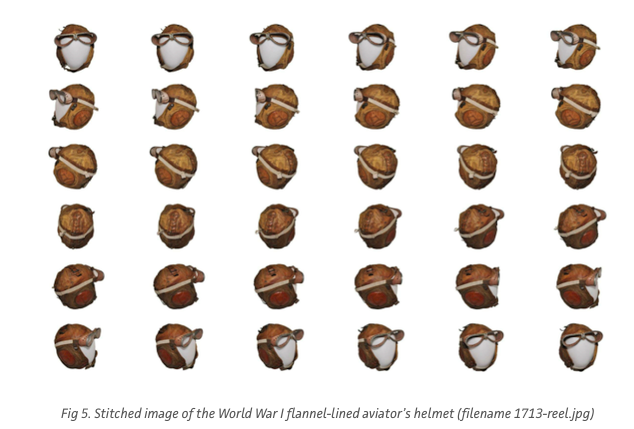 Fig 5. Stitched image of the World War I flannel-lined aviator's helmet (filename 1713-reel.jpg)